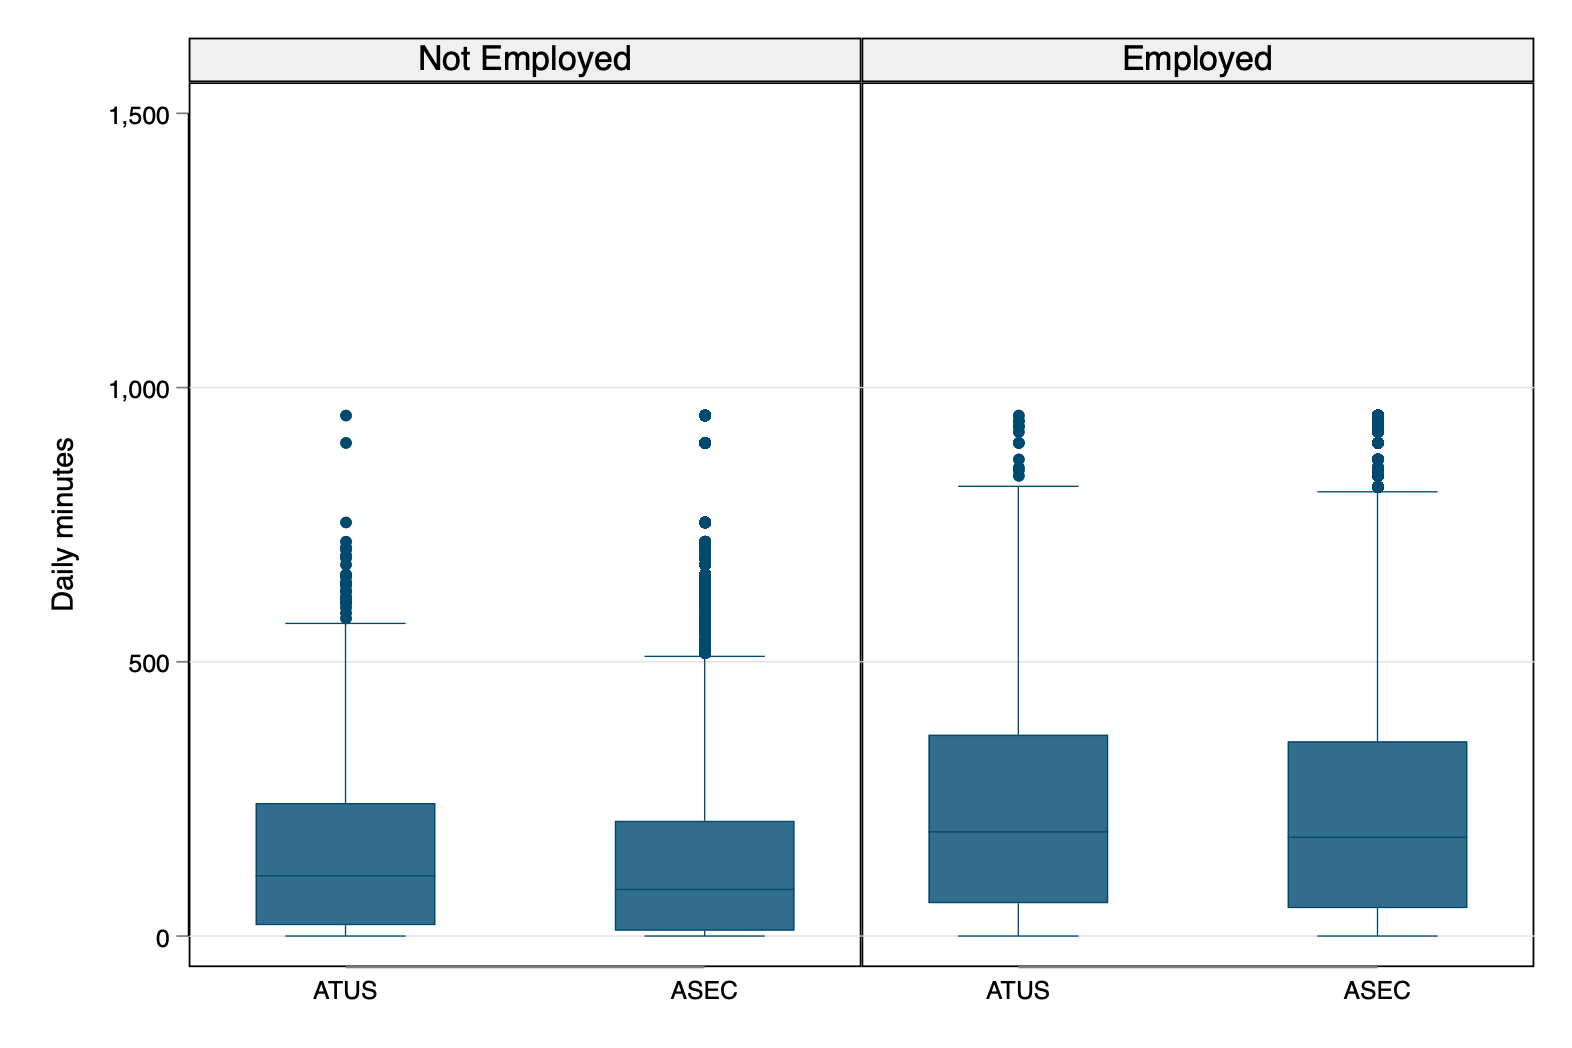 Not Employed
Employed
1,500
1,000
500
0
Daily minutes
ATUS
ASEC
ATUS
ASEC